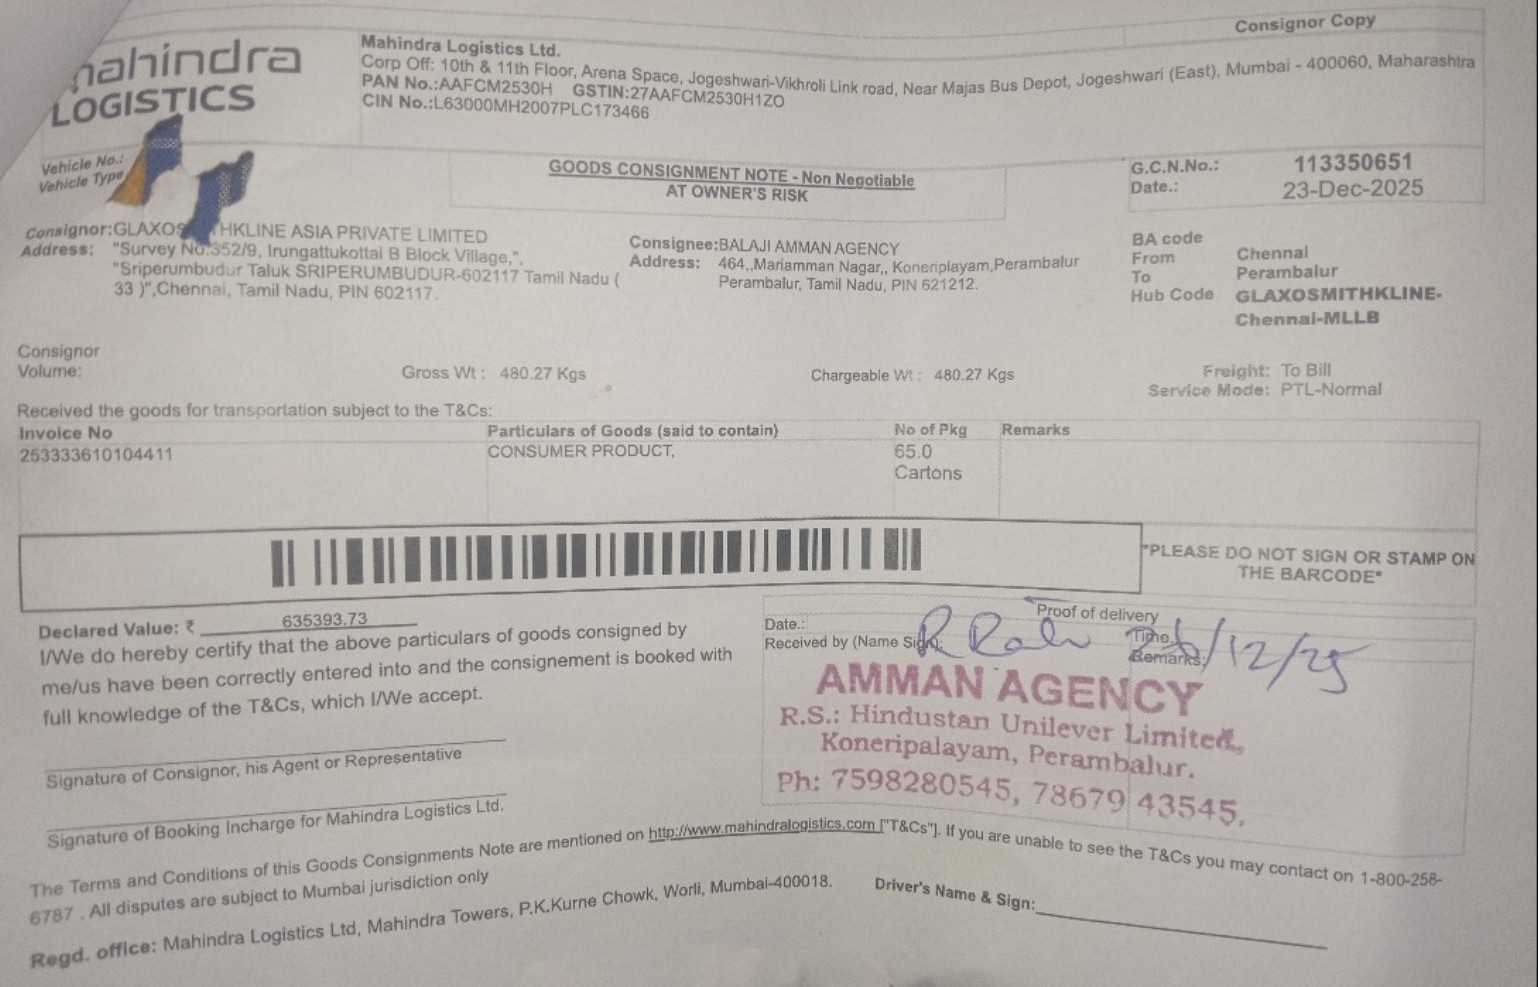 Consignor Copy
mahindra
LOGISTICS
Mahindra Logistics Ltd.
Corp Off: 10th & 11th Floor, Arena Space, Jogeshwari-Vikhroli Link road, Near Majas Bus Depot, Jogeshwari (East), Mumbai - 400060, Maharashtra
PAN No.:AAFCM2530H GSTIN:27AAFCM2530H1ZO
CIN No.:L63000MH2007PLC173466
Vehicle No.:
Vehicle Type
GOODS CONSIGNMENT NOTE - Non Negotiable
AT OWNER'S RISK
G.C.N.No.: 113350651
Date.: 23-Dec-2025
Consignor:GLAXOS THKLINE ASIA PRIVATE LIMITED
Address: "Survey No.352/9, Irungattukottai B Block Village,",
"Sriperumbudur Taluk SRIPERUMBUDUR-602117 Tamil Nadu (
33 )",Chennai, Tamil Nadu, PIN 602117.
Consignee:BALAJI AMMAN AGENCY
Address: 464,,Mariamman Nagar,, Koneriplayam,Perambalur
Perambalur, Tamil Nadu, PIN 621212.
BA code
From Chennai
To Perambalur
Hub Code GLAXOSMITHKLINE-
Chennai-MLLB
Consignor
Volume:
Gross Wt : 480.27 Kgs
Chargeable Wt : 480.27 Kgs
Freight: To Bill
Service Mode: PTL-Normal
Received the goods for transportation subject to the T&Cs:
Invoice No Particulars of Goods (said to contain) No of Pkg Remarks
253333610104411 CONSUMER PRODUCT, 65.0
Cartons
*PLEASE DO NOT SIGN OR STAMP ON
THE BARCODE*
Declared Value: ₹ 635393.73
I/We do hereby certify that the above particulars of goods consigned by
me/us have been correctly entered into and the consignement is booked with
full knowledge of the T&Cs, which I/We accept.
Signature of Consignor, his Agent or Representative
Signature of Booking Incharge for Mahindra Logistics Ltd.
Proof of delivery
Date.:
Time.
Received by (Name Sign):
Remarks:
26/12/25
AMMAN AGENCY
R.S.: Hindustan Unilever Limited,
Koneripalayam, Perambalur.
Ph: 7598280545, 78679 43545,
The Terms and Conditions of this Goods Consignments Note are mentioned on http://www.mahindralogistics.com ["T&Cs"]. If you are unable to see the T&Cs you may contact on 1-800-258-
6787 . All disputes are subject to Mumbai jurisdiction only
Regd. office: Mahindra Logistics Ltd, Mahindra Towers, P.K.Kurne Chowk, Worli, Mumbai-400018.
Driver's Name & Sign: